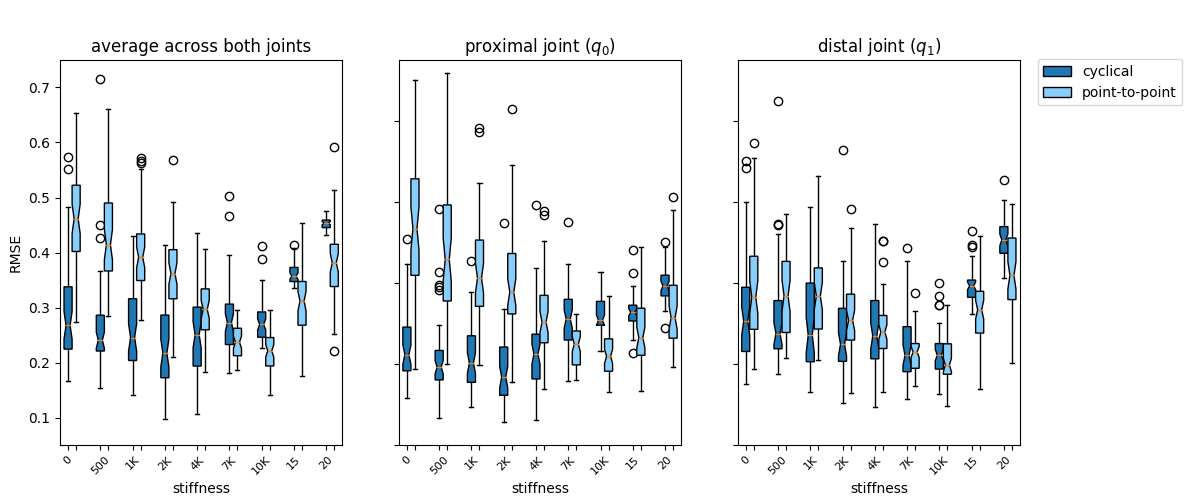 average across both joints
proximal joint (q₀)
distal joint (q₁)
cyclical
point-to-point
RMSE
0.7
0.6
0.5
0.4
0.3
0.2
0.1
0 500 1K 2K 4K 7K 10K 15 20
0 500 1K 2K 4K 7K 10K 15 20
0 500 1K 2K 4K 7K 10K 15 20
stiffness
stiffness
stiffness